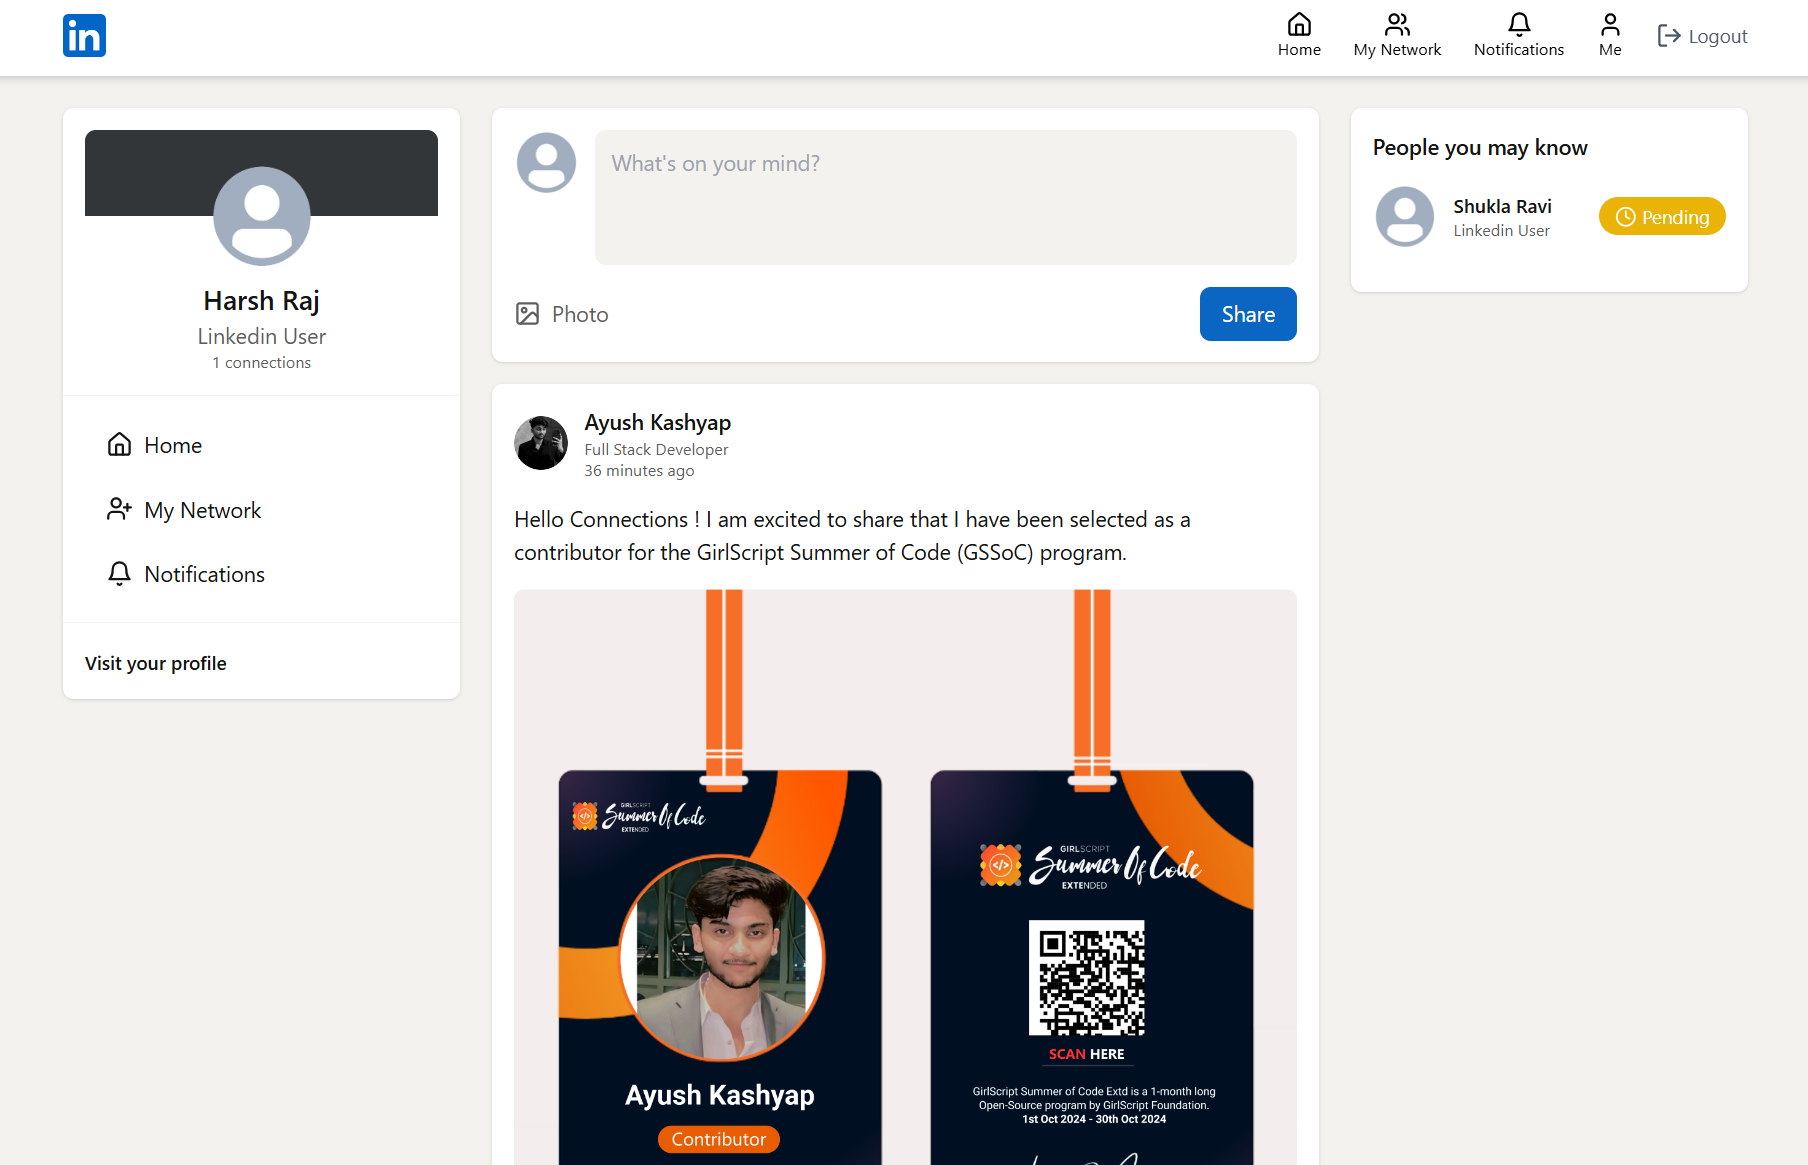 in
Home
My Network
Notifications
Me
Logout
Harsh Raj
Linkedin User
1 connections
Home
My Network
Notifications
Visit your profile
What's on your mind?
Photo
Share
Ayush Kashyap
Full Stack Developer
36 minutes ago
Hello Connections ! I am excited to share that I have been selected as a
contributor for the GirlScript Summer of Code (GSSoC) program.
GIRLSCRIPT
Summer Of Code
EXTENDED
Ayush Kashyap
Contributor
GIRLSCRIPT
Summer Of Code
EXTENDED
SCAN HERE
GirlScript Summer of Code Extd is a 1-month long
Open-Source program by GirlScript Foundation.
1st Oct 2024 - 30th Oct 2024
People you may know
Shukla Ravi
Linkedin User
Pending